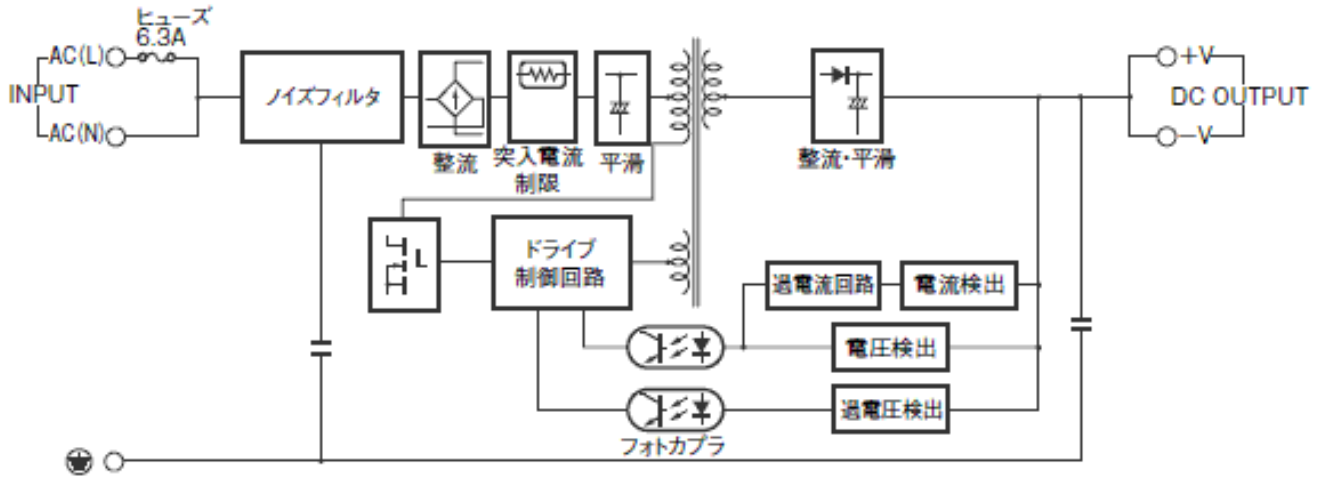 ヒューズ
6.3A
AC(L)
INPUT
AC(N)
ノイズフィルタ
整流
突入電流
制限
平滑
整流・平滑
+V
DC OUTPUT
-V
ドライブ
制御回路
過電流回路
電流検出
電圧検出
過電圧検出
フォトカプラ